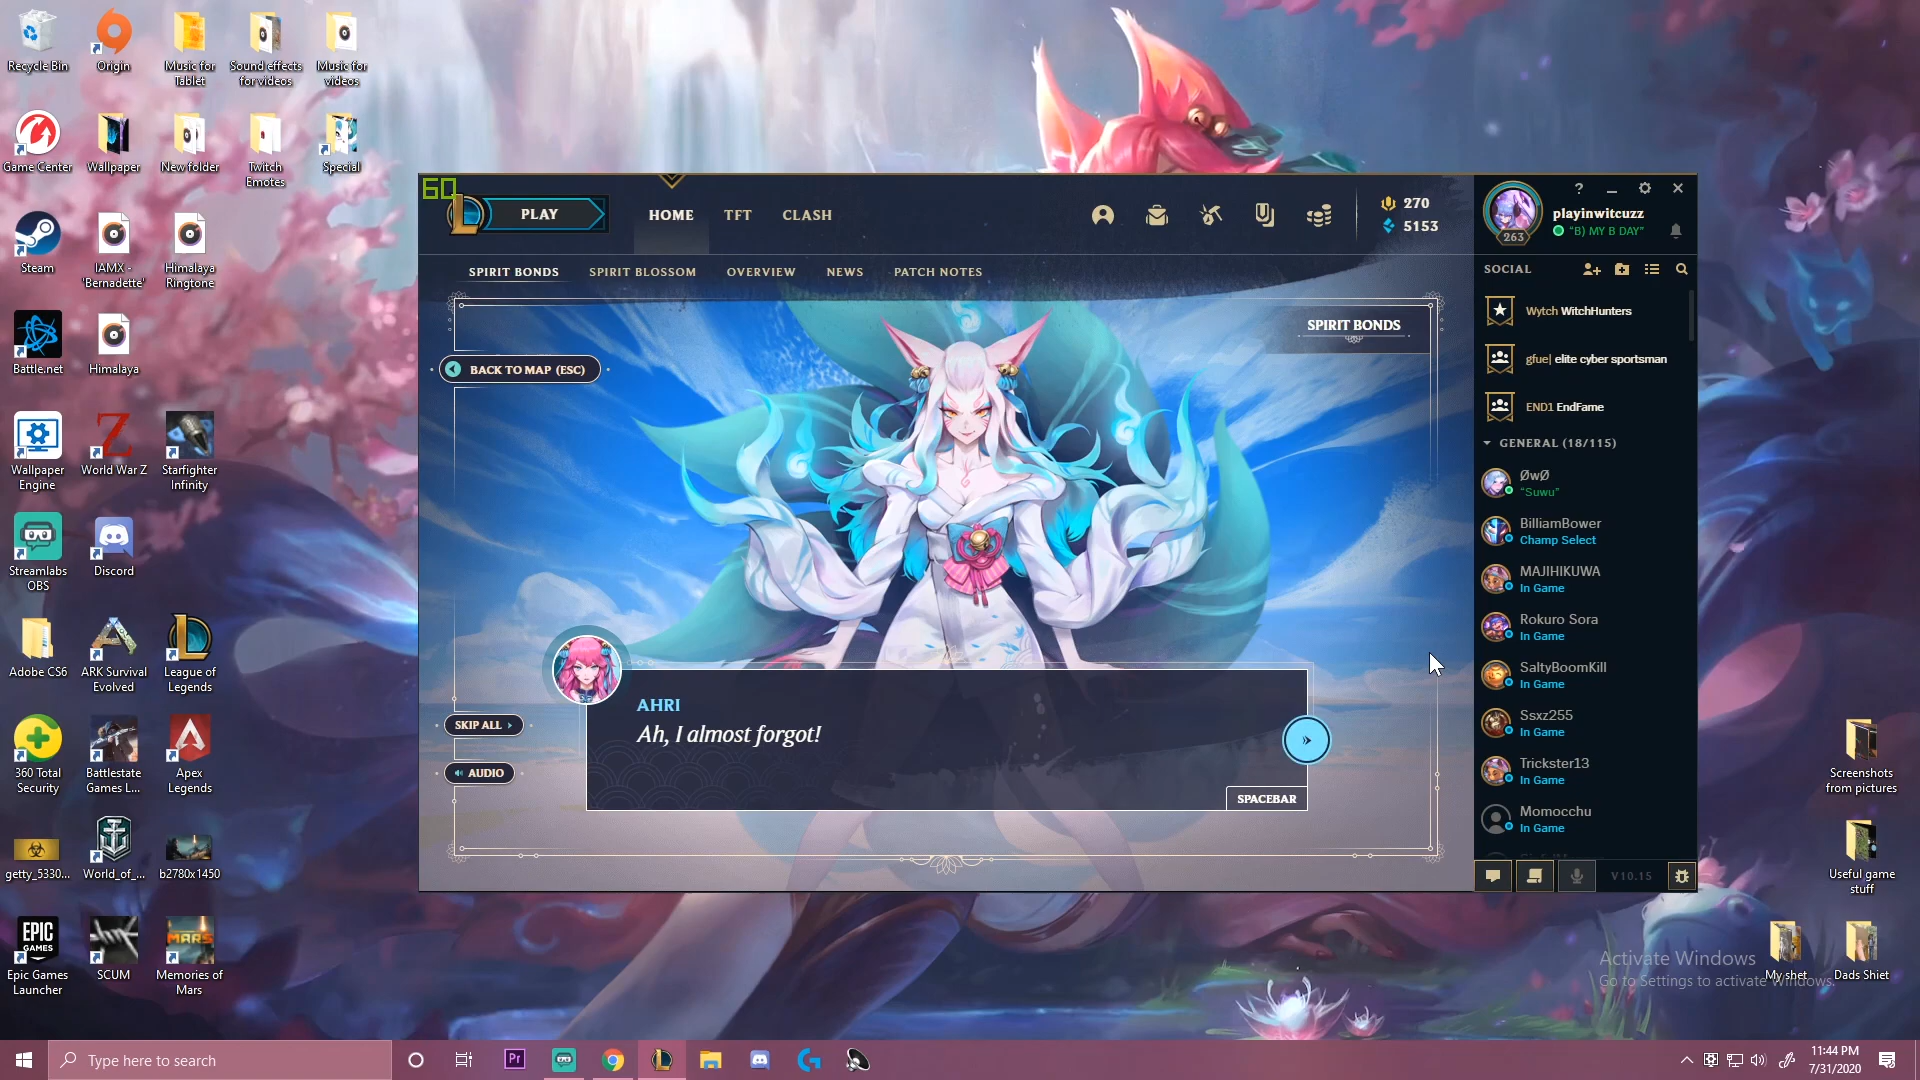 Recycle Bin
Origin
Music for
Tablet
Sound effects
for videos
Music for
videos
Game Center
Wallpaper
New folder
Twitch
Emotes
Special
Steam
IAMX -
'Bernadette'
Himalaya
Ringtone
Battle.net
Himalaya
Wallpaper
Engine
World War Z
Starfighter
Infinity
Streamlabs
OBS
Discord
Adobe CS6
ARK Survival
Evolved
League of
Legends
360 Total
Security
Battlestate
Games L...
Apex
Legends
getty_5330...
World_of_...
b2780x1450
EPIC
GAMES
MARS
Epic Games
Launcher
SCUM
Memories of
Mars
60
PLAY
HOME
TFT
CLASH
270
5153
SPIRIT BONDS
SPIRIT BLOSSOM
OVERVIEW
NEWS
PATCH NOTES
SPIRIT BONDS
BACK TO MAP (ESC)
AHRI
Ah, I almost forgot!
SKIP ALL
AUDIO
SPACEBAR
263
playinwitcuzz
"B) MY B DAY"
SOCIAL
Wytch WitchHunters
gfue| elite cyber sportsman
END1 EndFame
GENERAL (18/115)
ØwØ
"Suwu"
BilliamBower
Champ Select
MAJIHIKUWA
In Game
Rokuro Sora
In Game
SaltyBoomKill
In Game
Ssxz255
In Game
Trickster13
In Game
Momocchu
In Game
V10.15
Screenshots
from pictures
Useful game
stuff
My shet
Dads Shiet
Activate Windows
Go to Settings to activate Windows.
Type here to search
Pr
11:44 PM
7/31/2020